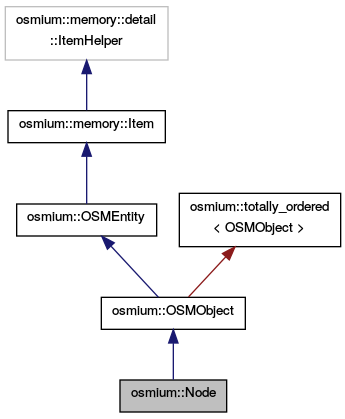 osmium::memory::detail
::ItemHelper
osmium::memory::Item
osmium::OSMEntity
osmium::totally_ordered
< OSMObject >
osmium::OSMObject
osmium::Node